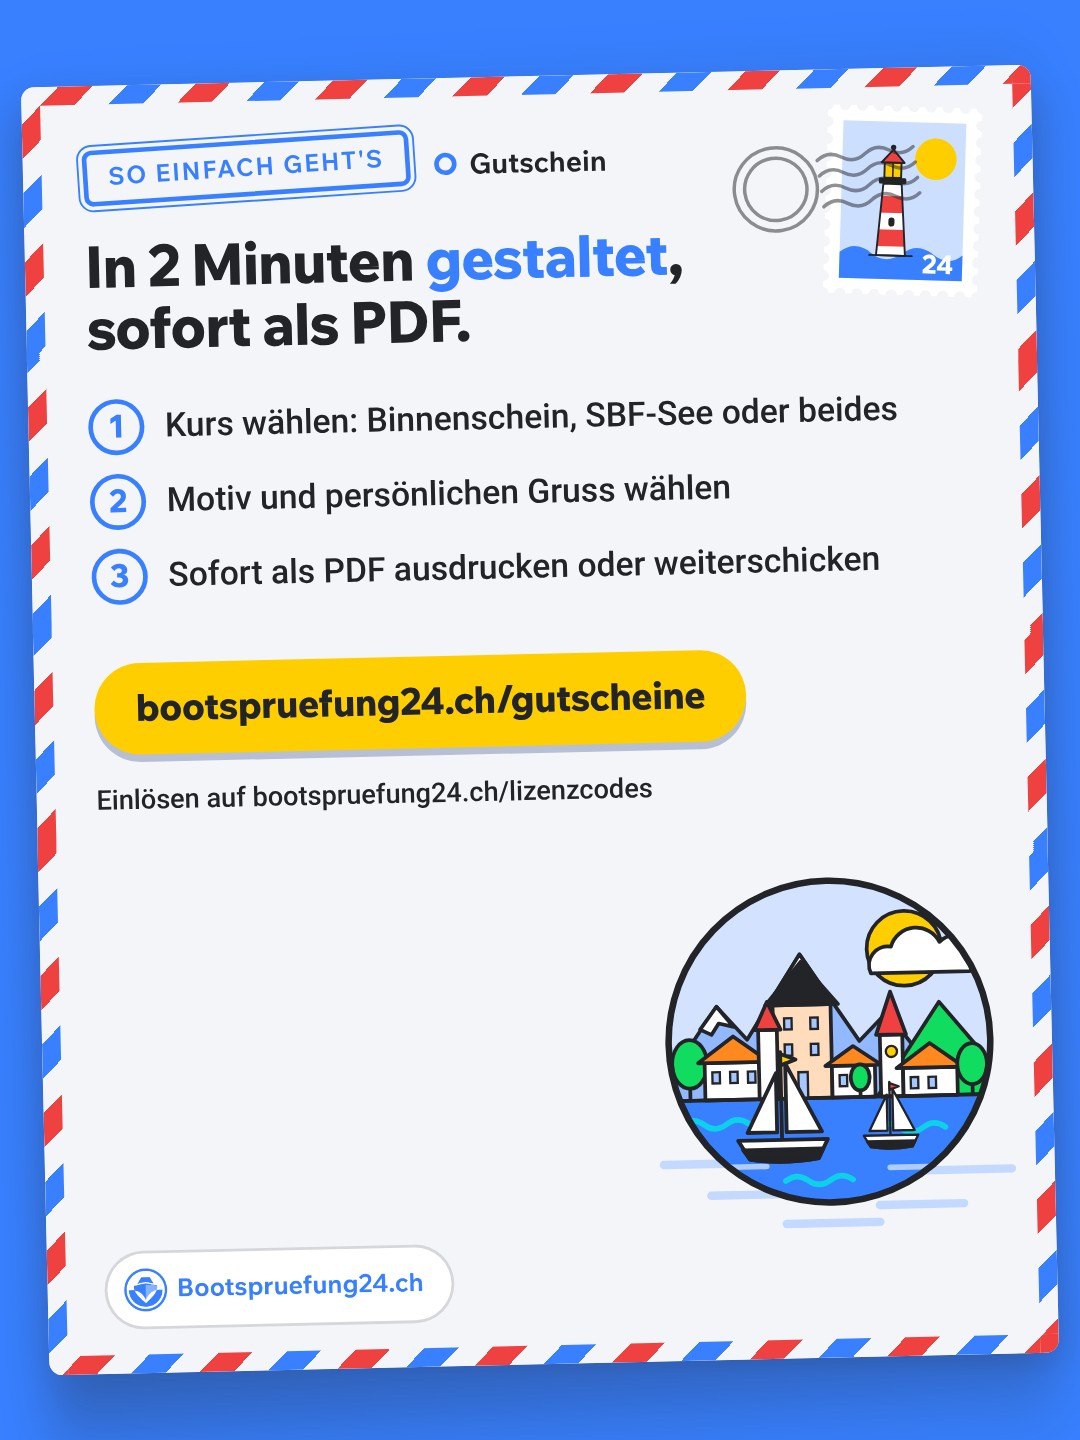 SO EINFACH GEHT'S
Gutschein
24
In 2 Minuten gestaltet,
sofort als PDF.
1 Kurs wählen: Binnenschein, SBF-See oder beides
2 Motiv und persönlichen Gruss wählen
3 Sofort als PDF ausdrucken oder weiterschicken
bootspruefung24.ch/gutscheine
Einlösen auf bootspruefung24.ch/lizenzcodes
Bootspruefung24.ch